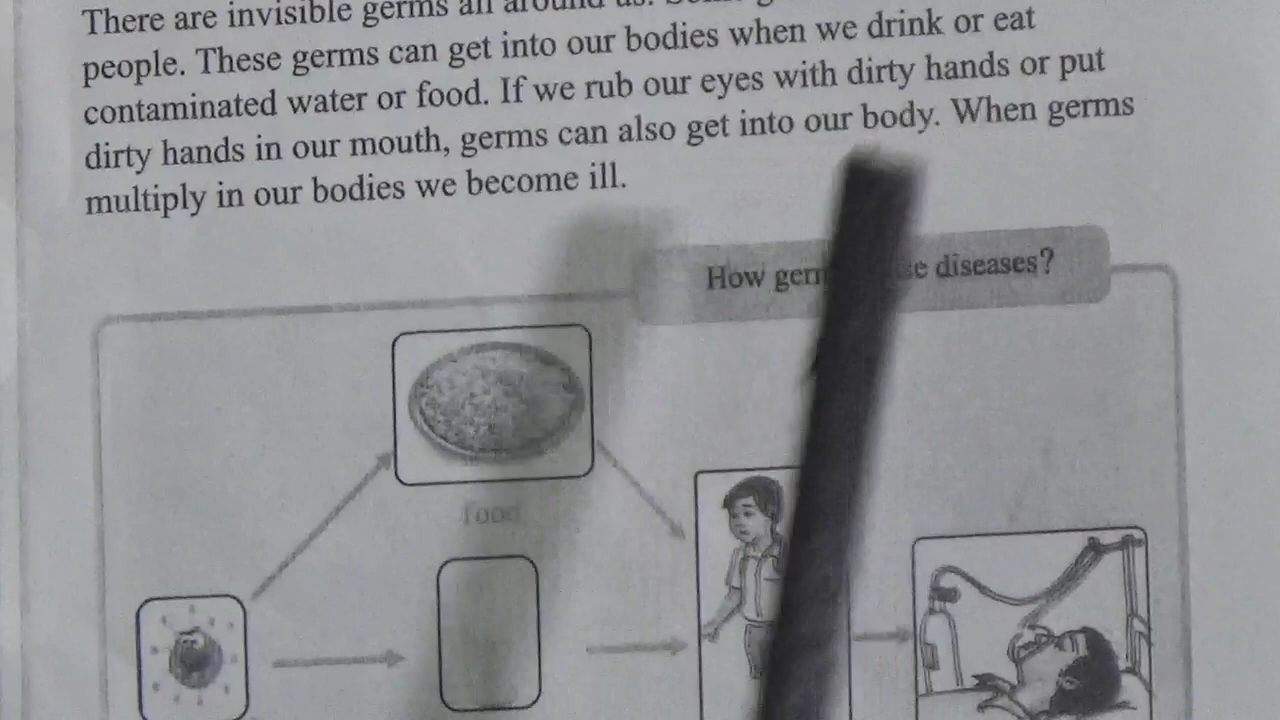 There are invisible germs all around us.
people. These germs can get into our bodies when we drink or eat
contaminated water or food. If we rub our eyes with dirty hands or put
dirty hands in our mouth, germs can also get into our body. When germs
multiply in our bodies we become ill.
How diseases?
food